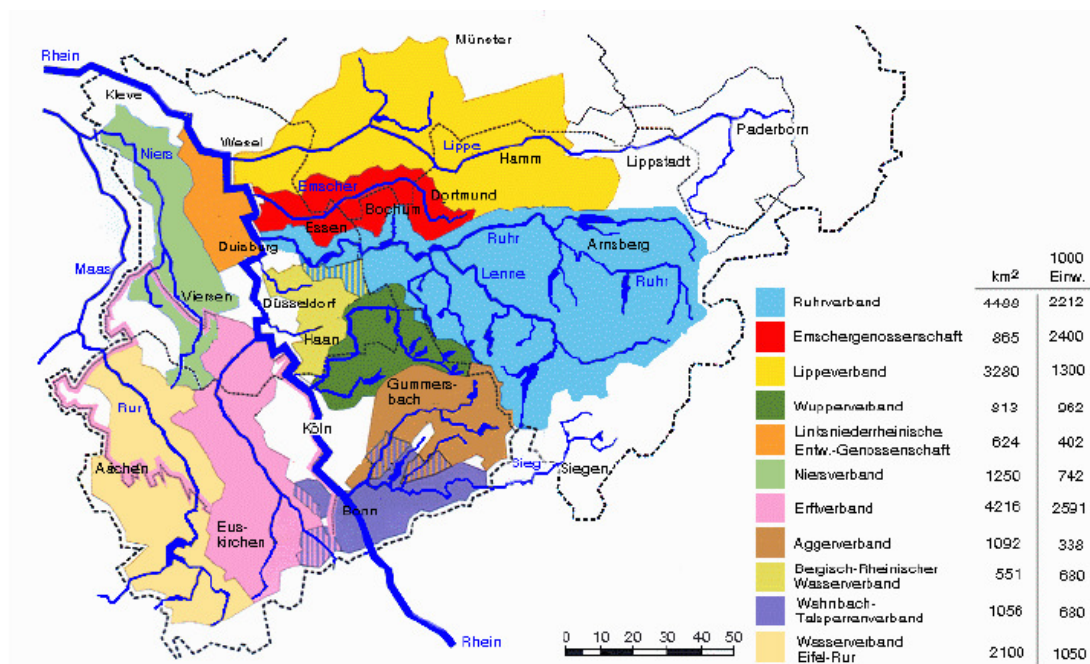 Münster
Rhein
Kleve
Paderborn
Wesel
Lippe
Niers
Hamm
Lippstadt
Emscher
Dortmund
Bochum
Essen
Ruhr
Arnsberg
Duisberg
Lenne
Ruhr
Maas
Viersen
Düsseldorf
Haan
Gummers-
bach
Rur
Köln
Aachen
Sieg
Siegen
Bonn
Eus-
kirchen
Rhein
0 10 20 30 40 50
km² 1000 Einw.
Ruhrverband 4488 2212
Emschergenossenschaft 865 2400
Lippeverband 3280 1300
Wupperverband 813 962
Linksniederrheinische
Entw.-Genossenschaft 624 402
Niersverband 1250 742
Erftverband 4216 2591
Aggerverband 1092 338
Bergisch-Rheinischer
Wasserverband 551 680
Wahnbach-
Talsperrenverband 1056 680
Wasserverband
Eifel-Rur 2100 1050